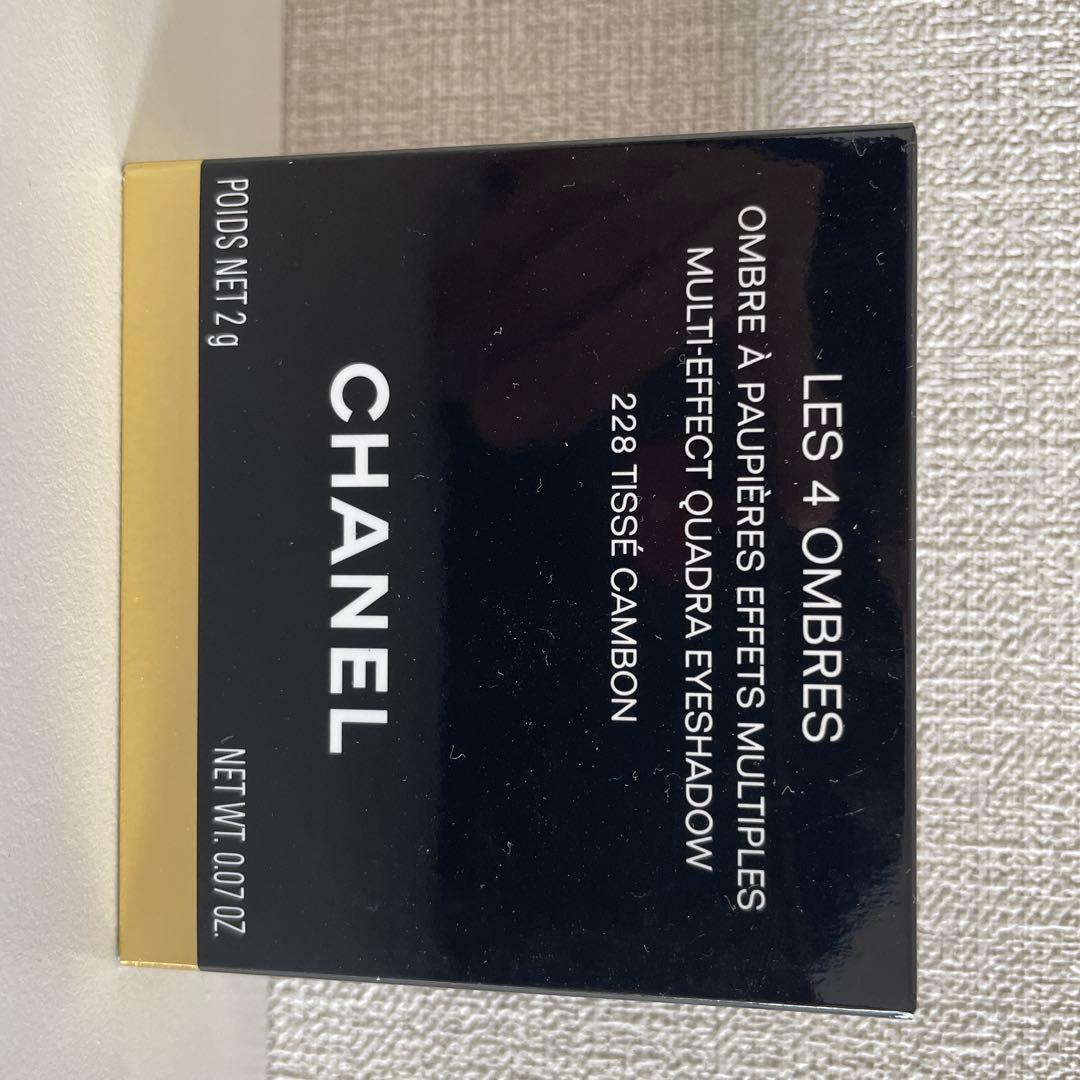 LES 4 OMBRES
OMBRE À PAUPIÈRES EFFETS MULTIPLES
MULTI-EFFECT QUADRA EYESHADOW
228 TISSÉ CAMBON
CHANEL
POIDS NET 2 g NET WT. 0.07 OZ.